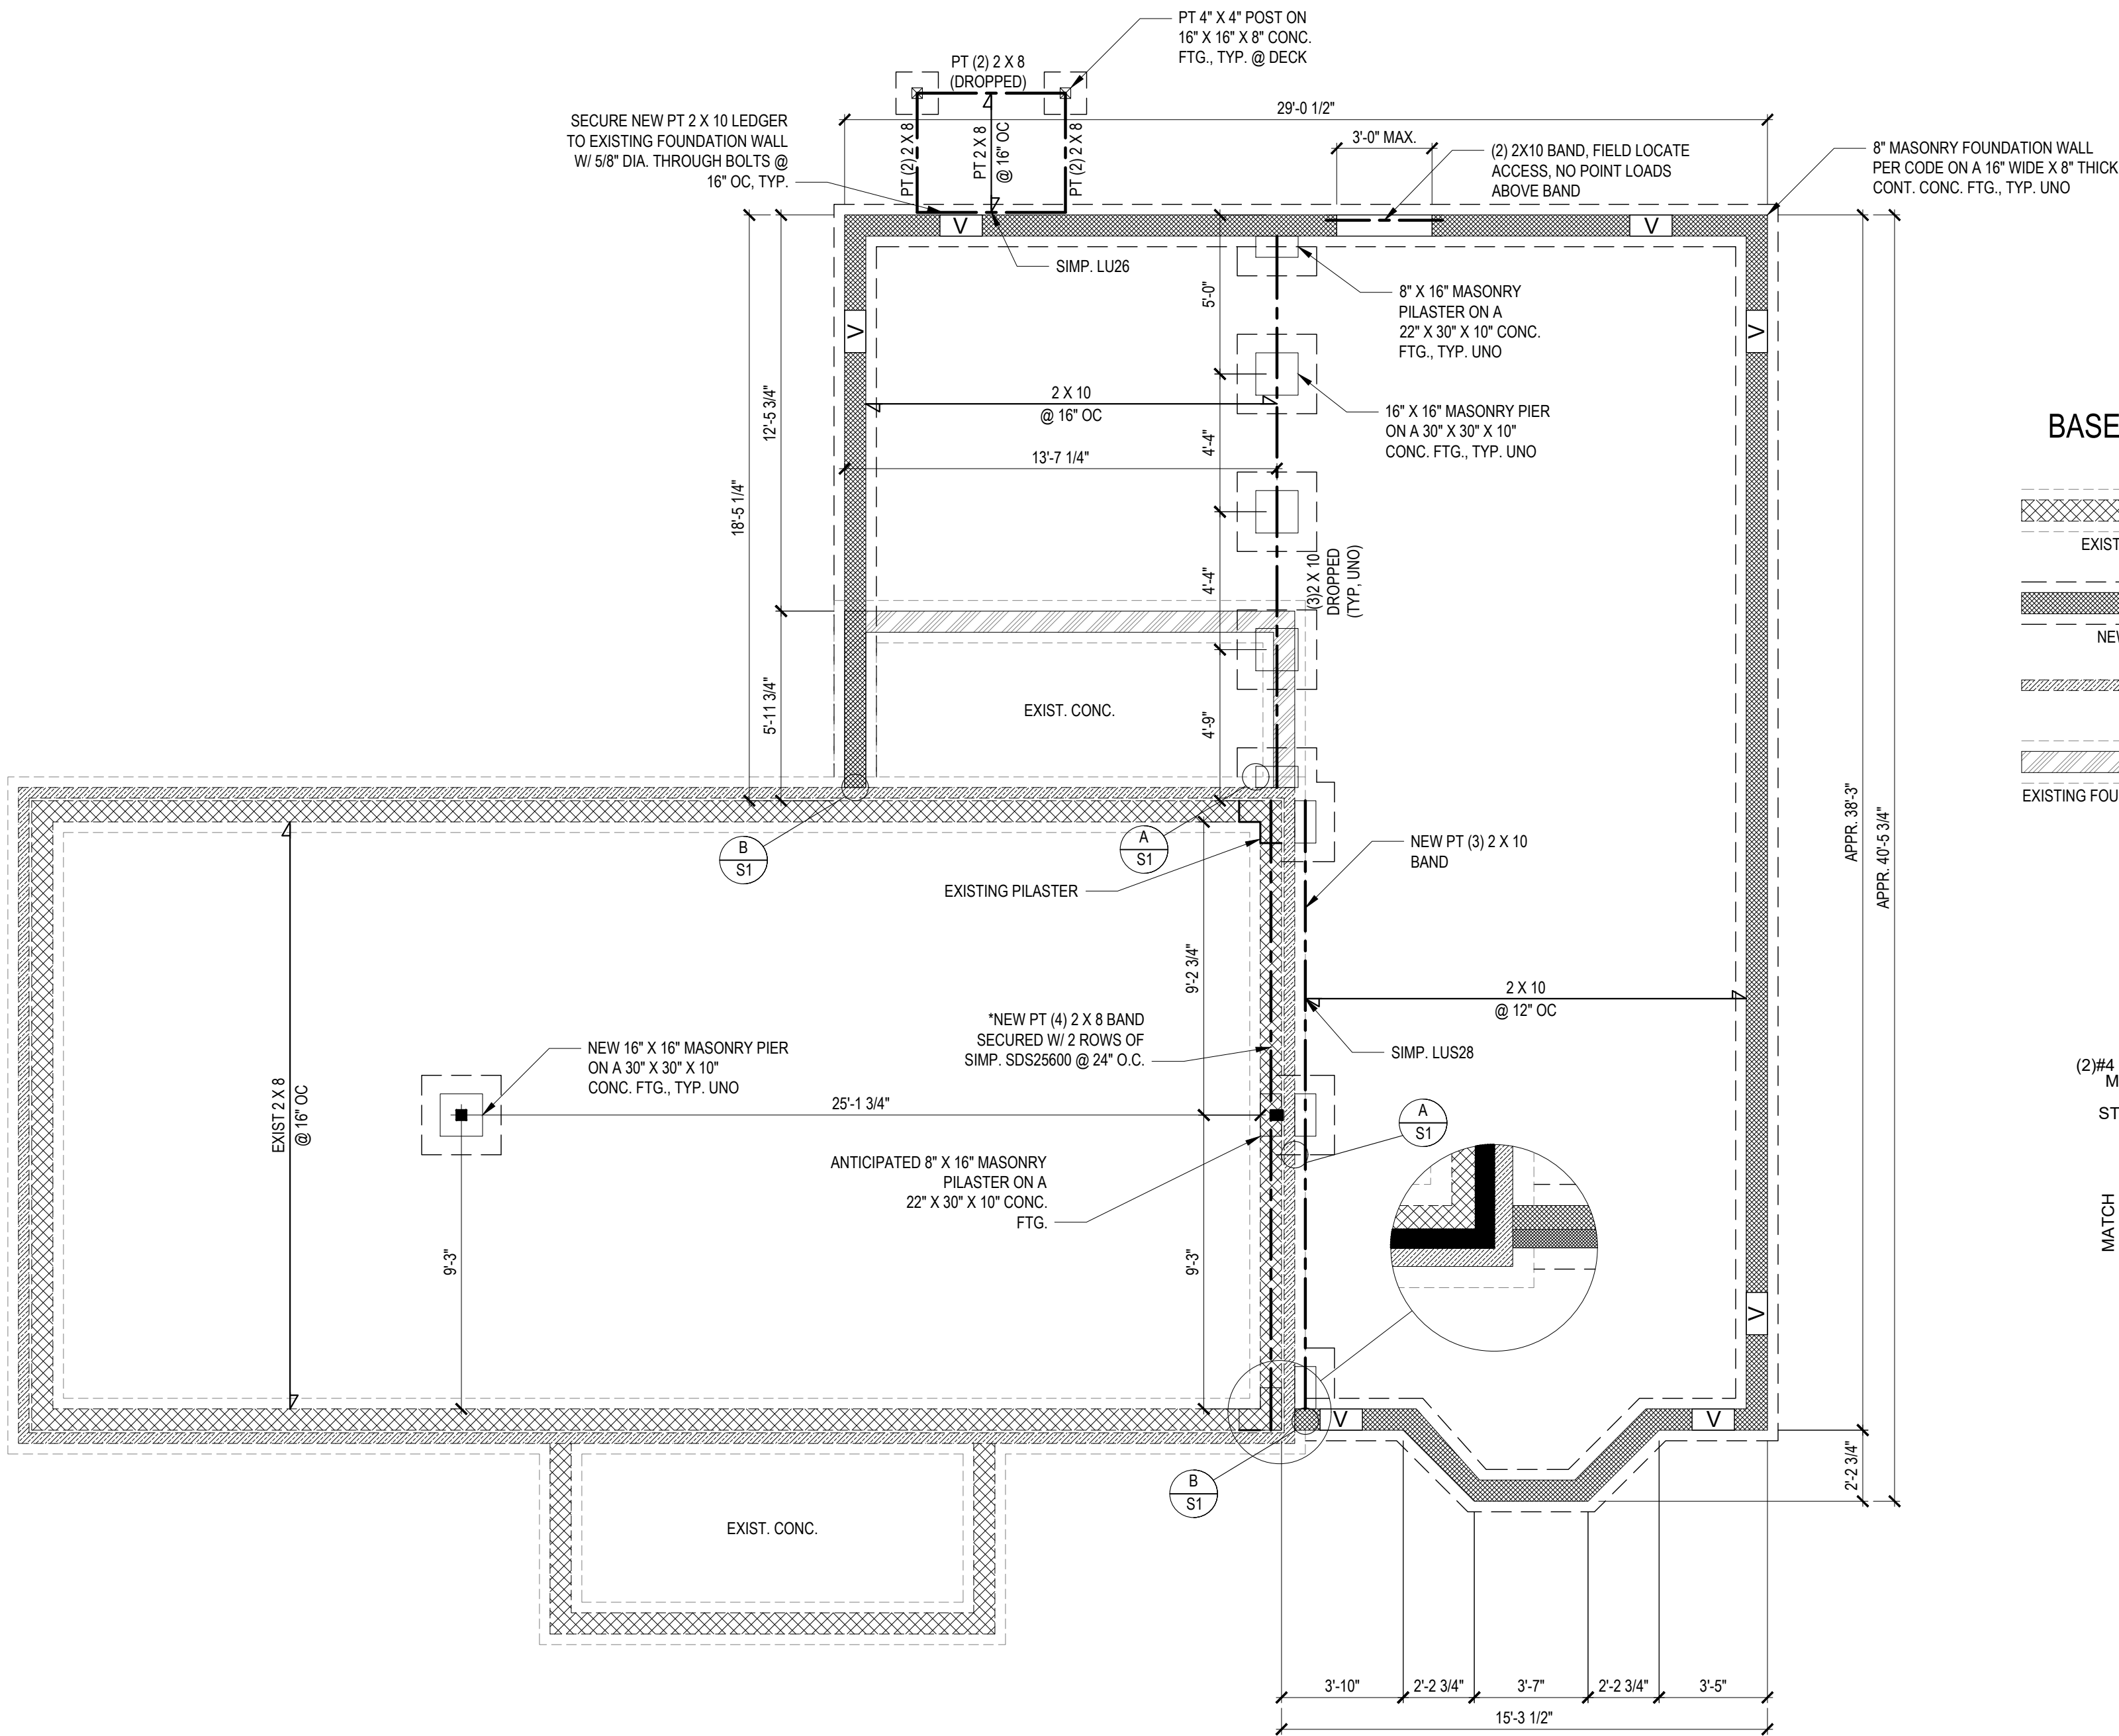 PT 4" X 4" POST ON
16" X 16" X 8" CONC.
FTG., TYP. @ DECK
PT (2) 2 X 8
(DROPPED)
PT (2) 2 X 8
PT 2 X 8
@ 16" OC
PT (2) 2 X 8
SECURE NEW PT 2 X 10 LEDGER
TO EXISTING FOUNDATION WALL
W/ 5/8" DIA. THROUGH BOLTS @
16" OC, TYP.
29'-0 1/2"
3'-0" MAX.
(2) 2X10 BAND, FIELD LOCATE
ACCESS, NO POINT LOADS
ABOVE BAND
8" MASONRY FOUNDATION WALL
PER CODE ON A 16" WIDE X 8" THICK
CONT. CONC. FTG., TYP. UNO
V
V
SIMP. LU26
5'-0"
8" X 16" MASONRY
PILASTER ON A
22" X 30" X 10" CONC.
FTG., TYP. UNO
V
V
2 X 10
@ 16" OC
16" X 16" MASONRY PIER
ON A 30" X 30" X 10"
CONC. FTG., TYP. UNO
12'-5 3/4"
4'-4"
13'-7 1/4"
18'-5 1/4"
BASE
EXIST
NEW
EXISTING FOU
4'-4"
(3)2 X 10
DROPPED
(TYP, UNO)
5'-11 3/4"
EXIST. CONC.
4'-9"
B
S1
A
S1
EXISTING PILASTER
NEW PT (3) 2 X 10
BAND
APPR. 38'-3"
APPR. 40'-5 3/4"
9'-2 3/4"
2 X 10
@ 12" OC
*NEW PT (4) 2 X 8 BAND
SECURED W/ 2 ROWS OF
SIMP. SDS25600 @ 24" O.C.
SIMP. LUS28
NEW 16" X 16" MASONRY PIER
ON A 30" X 30" X 10"
CONC. FTG., TYP. UNO
EXIST 2 X 8
@ 16" OC
25'-1 3/4"
A
S1
(2)#4
M
ST
MATCH
ANTICIPATED 8" X 16" MASONRY
PILASTER ON A
22" X 30" X 10" CONC.
FTG.
9'-3"
9'-3"
V
V
V
2'-2 3/4"
B
S1
EXIST. CONC.
3'-10"
2'-2 3/4"
3'-7"
2'-2 3/4"
3'-5"
15'-3 1/2"